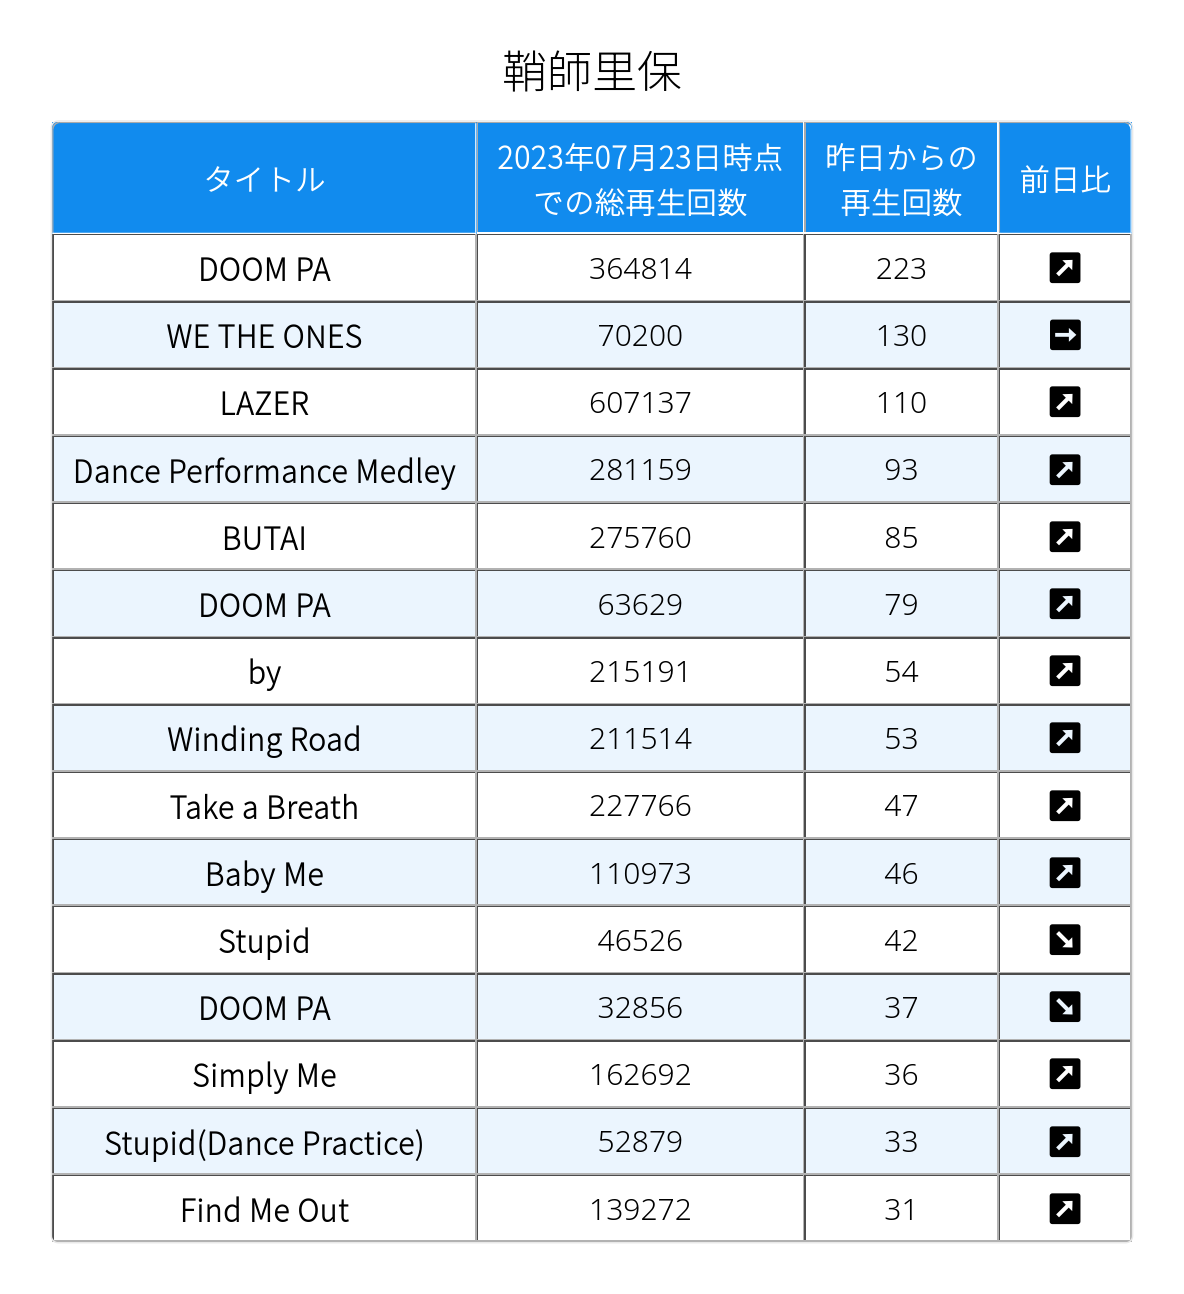 鞘師里保
タイトル 2023年07月23日時点での総再生回数 昨日からの再生回数 前日比
DOOM PA 364814 223 ↗
WE THE ONES 70200 130 →
LAZER 607137 110 ↗
Dance Performance Medley 281159 93 ↗
BUTAI 275760 85 ↗
DOOM PA 63629 79 ↗
by 215191 54 ↗
Winding Road 211514 53 ↗
Take a Breath 227766 47 ↗
Baby Me 110973 46 ↗
Stupid 46526 42 ↘
DOOM PA 32856 37 ↘
Simply Me 162692 36 ↗
Stupid(Dance Practice) 52879 33 ↗
Find Me Out 139272 31 ↗